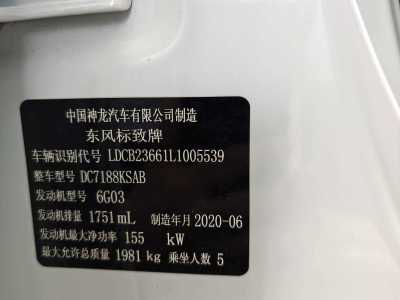 中国神龙汽车有限公司制造
东风标致牌
车辆识别代号 LDCB23661L1005539
整车型号 DC7188KSAB
发动机型号 6G03
发动机排量 1751mL 制造年月 2020-06
发动机最大净功率 155 kW
最大允许总质量 1981 kg 乘坐人数 5